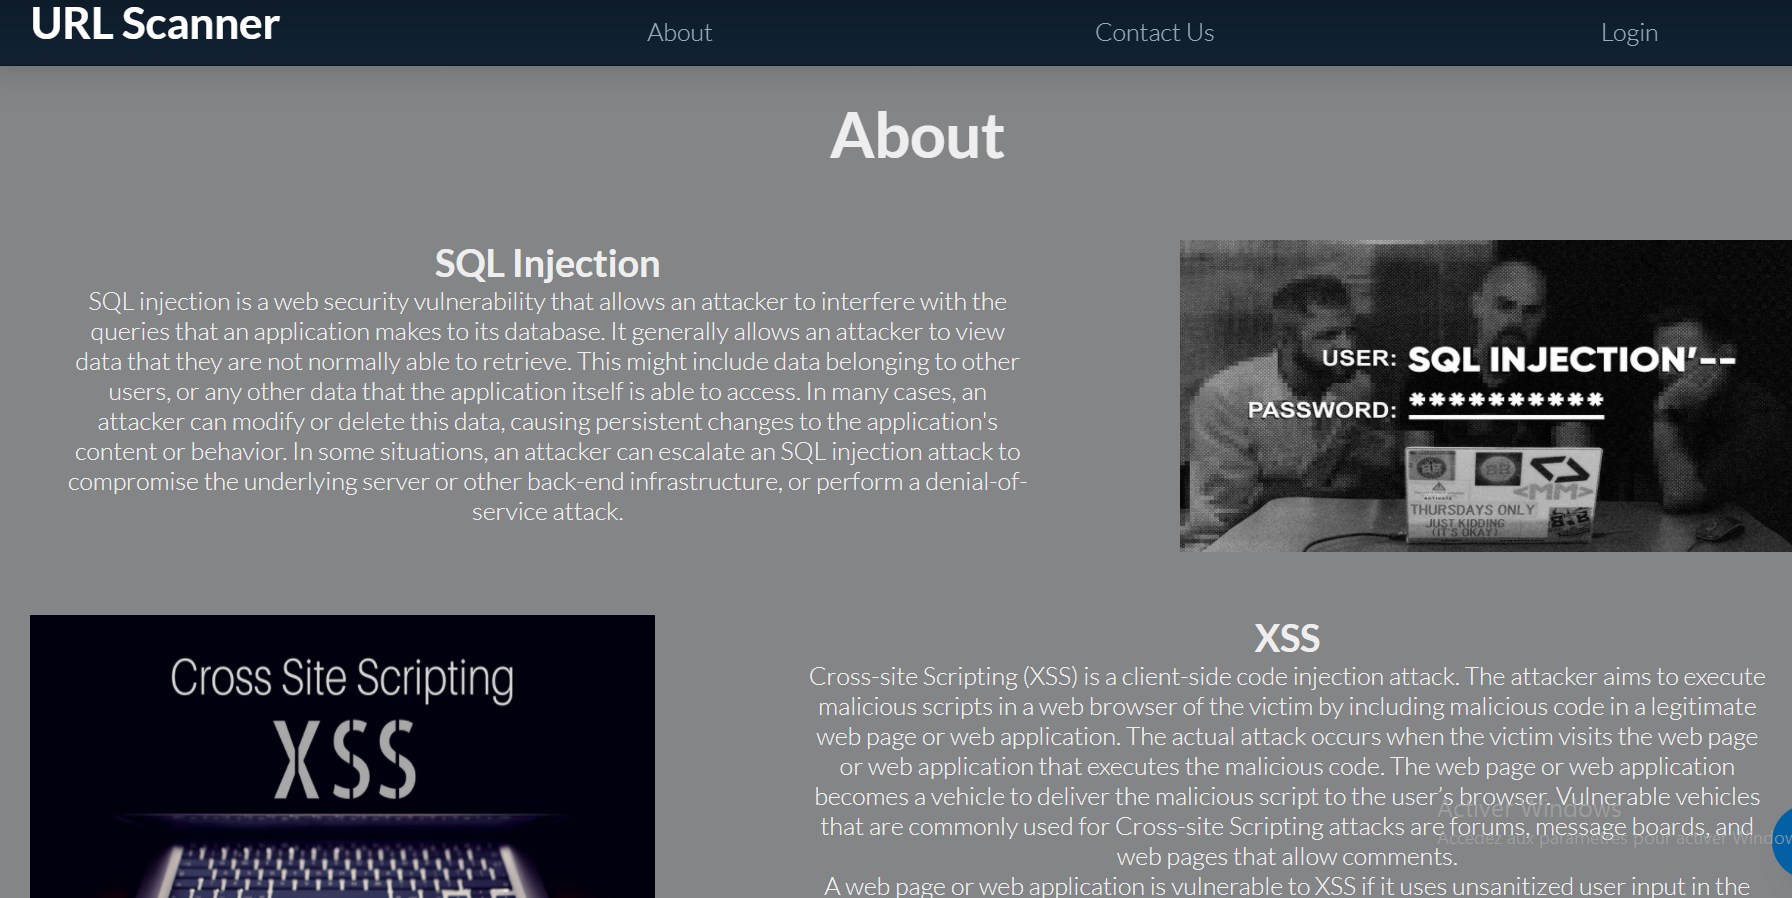 URL Scanner
About
Contact Us
Login
About
SQL Injection
SQL injection is a web security vulnerability that allows an attacker to interfere with the
queries that an application makes to its database. It generally allows an attacker to view
data that they are not normally able to retrieve. This might include data belonging to other
users, or any other data that the application itself is able to access. In many cases, an
attacker can modify or delete this data, causing persistent changes to the application's
content or behavior. In some situations, an attacker can escalate an SQL injection attack to
compromise the underlying server or other back-end infrastructure, or perform a denial-of-
service attack.
USER: SQL INJECTION'--
PASSWORD: **********
<MM>
THURSDAYS ONLY
JUST KIDDING
(IT'S OKAY)
Cross Site Scripting
XSS
XSS
Cross-site Scripting (XSS) is a client-side code injection attack. The attacker aims to execute
malicious scripts in a web browser of the victim by including malicious code in a legitimate
web page or web application. The actual attack occurs when the victim visits the web page
or web application that executes the malicious code. The web page or web application
becomes a vehicle to deliver the malicious script to the user’s browser. Vulnerable vehicles
that are commonly used for Cross-site Scripting attacks are forums, message boards, and
web pages that allow comments.
A web page or web application is vulnerable to XSS if it uses unsanitized user input in the
Activer Windows
Accédez aux paramètres pour activer Window